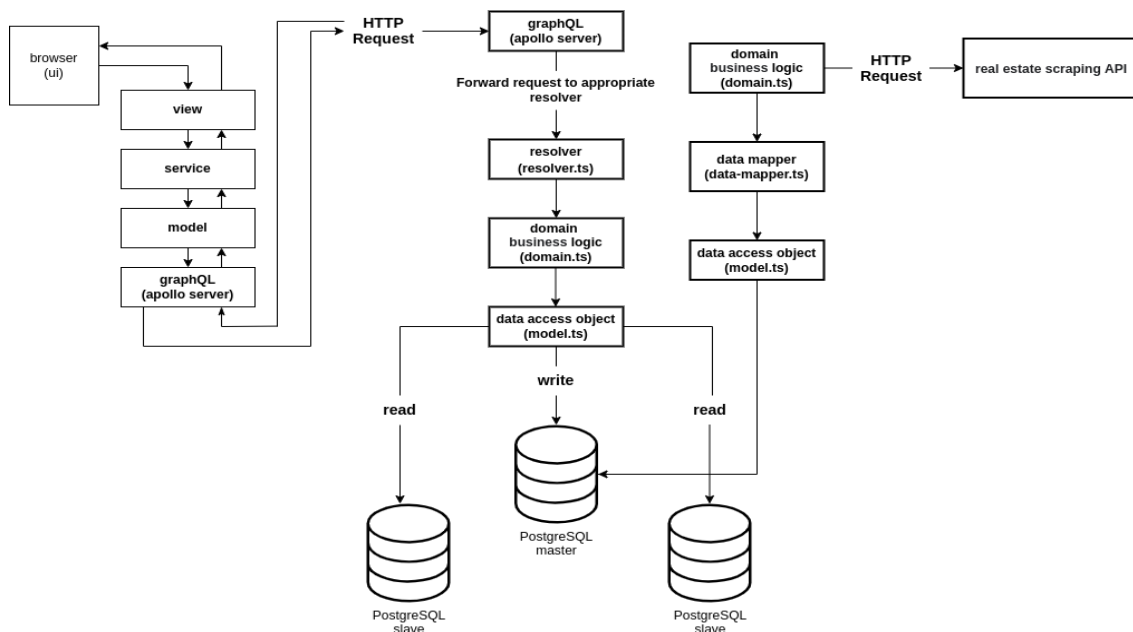 browser
(ui)
view
service
model
graphQL
(apollo server)
HTTP
Request
graphQL
(apollo server)
Forward request to appropriate
resolver
resolver
(resolver.ts)
domain
business logic
(domain.ts)
data access object
(model.ts)
read
write
read
PostgreSQL
master
PostgreSQL
slave
PostgreSQL
slave
domain
business logic
(domain.ts)
HTTP
Request
real estate scraping API
data mapper
(data-mapper.ts)
data access object
(model.ts)